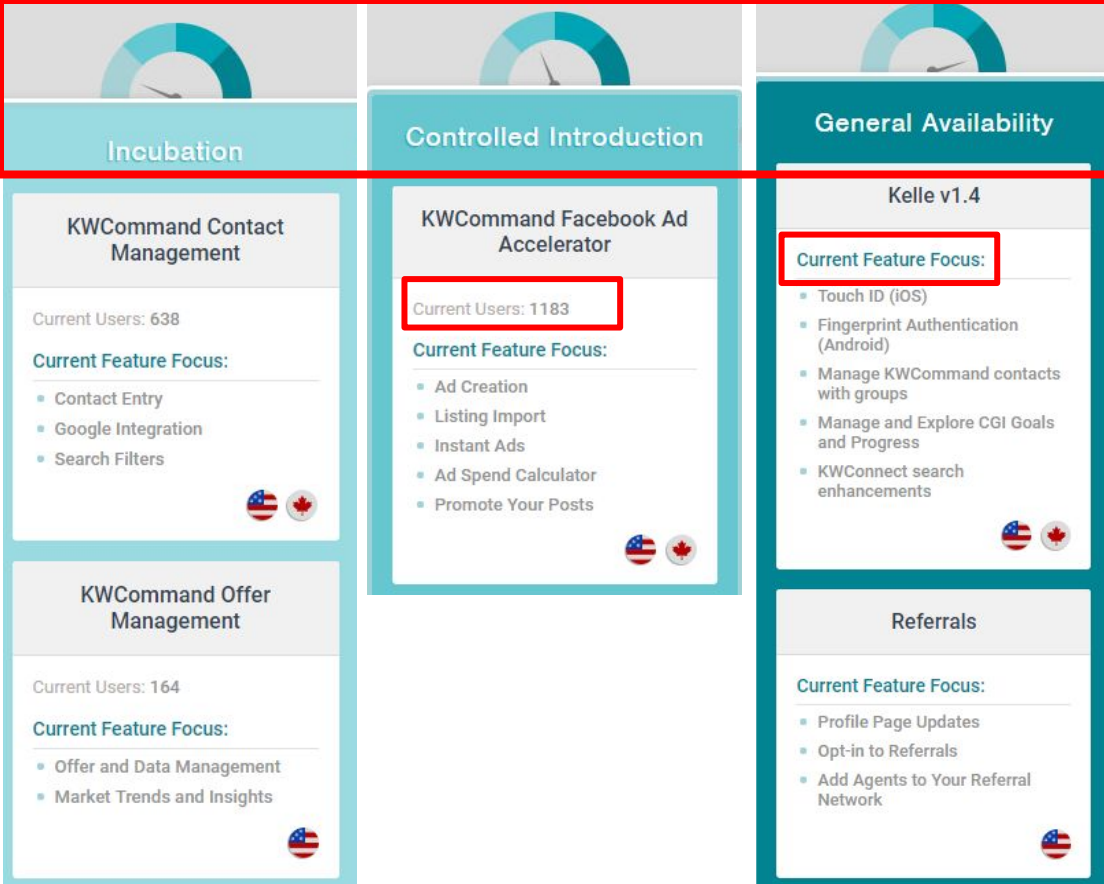 Incubation
KWCommand Contact
Management
Current Users: 638
Current Feature Focus:
Contact Entry
Google Integration
Search Filters
KWCommand Offer
Management
Current Users: 164
Current Feature Focus:
Offer and Data Management
Market Trends and Insights
Controlled Introduction
KWCommand Facebook Ad
Accelerator
Current Users: 1183
Current Feature Focus:
Ad Creation
Listing Import
Instant Ads
Ad Spend Calculator
Promote Your Posts
General Availability
Kelle v1.4
Current Feature Focus:
Touch ID (iOS)
Fingerprint Authentication
(Android)
Manage KWCommand contacts
with groups
Manage and Explore CGI Goals
and Progress
KWConnect search
enhancements
Referrals
Current Feature Focus:
Profile Page Updates
Opt-in to Referrals
Add Agents to Your Referral
Network